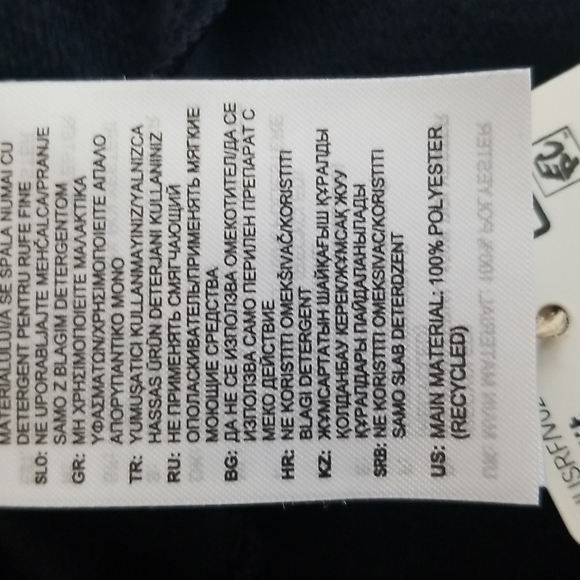 MATERIALULUI/A SE SPALA NUMAI CU
DETERGENT PENTRU RUFE FINE
SLO: NE UPORABLJAJTE MEHČALCA/PRANJE
SAMO Z BLAGIM DETERGENTOM
GR: ΜΗ ΧΡΗΣΙΜΟΠΟΙΕΙΤΕ ΜΑΛΑΚΤΙΚΑ
ΥΦΑΣΜΑΤΩΝ/ΧΡΗΣΙΜΟΠΟΙΕΙΤΕ ΑΠΑΛΟ
ΑΠΟΡΥΠΑΝΤΙΚΟ ΜΟΝΟ
TR: YUMUSATICI KULLANMAYINIZ/YALNIZCA
HASSAS ÜRÜN DETERJANI KULLANINIZ
RU: НЕ ПРИМЕНЯТЬ СМЯГЧАЮЩИЙ
ОПОЛАСКИВАТЕЛЬ/ПРИМЕНЯТЬ МЯГКИЕ
МОЮЩИЕ СРЕДСТВА
BG: ДА НЕ СЕ ИЗПОЛЗВА ОМЕКОТИТЕЛ/ДА СЕ
ИЗПОЛЗВА САМО ПЕРИЛЕН ПРЕПАРАТ С
МЕКО ДЕЙСТВИЕ
HR: NE KORISTITI OMEKŠIVAČ/KORISTITI
BLAGI DETERGENT
KZ: ЖҰМСАРТАТЫН ШАЙҚАҒЫШ ҚҰРАЛДЫ
ҚОЛДАНБАУ КЕРЕК/ЖҰМСАҚ ЖУУ
ҚҰРАЛДАРЫ ПАЙДАЛАНЫЛАДЫ
SRB: NE KORISTITI OMEKSIVAC/KORISTITI
SAMO SLAB DETERDZENT
US: MAIN MATERIAL: 100% POLYESTER
(RECYCLED)